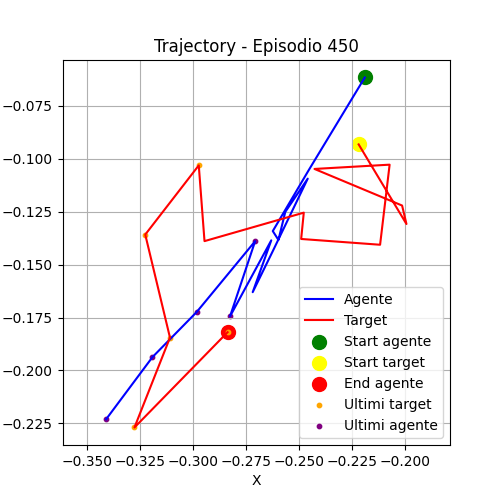 Trajectory - Episodio 450
−0.075
−0.100
−0.125
−0.150
−0.175
−0.200
−0.225
Agente
Target
Start agente
Start target
End agente
Ultimi target
Ultimi agente
−0.350 −0.325 −0.300 −0.275 −0.250 −0.225 −0.200
X